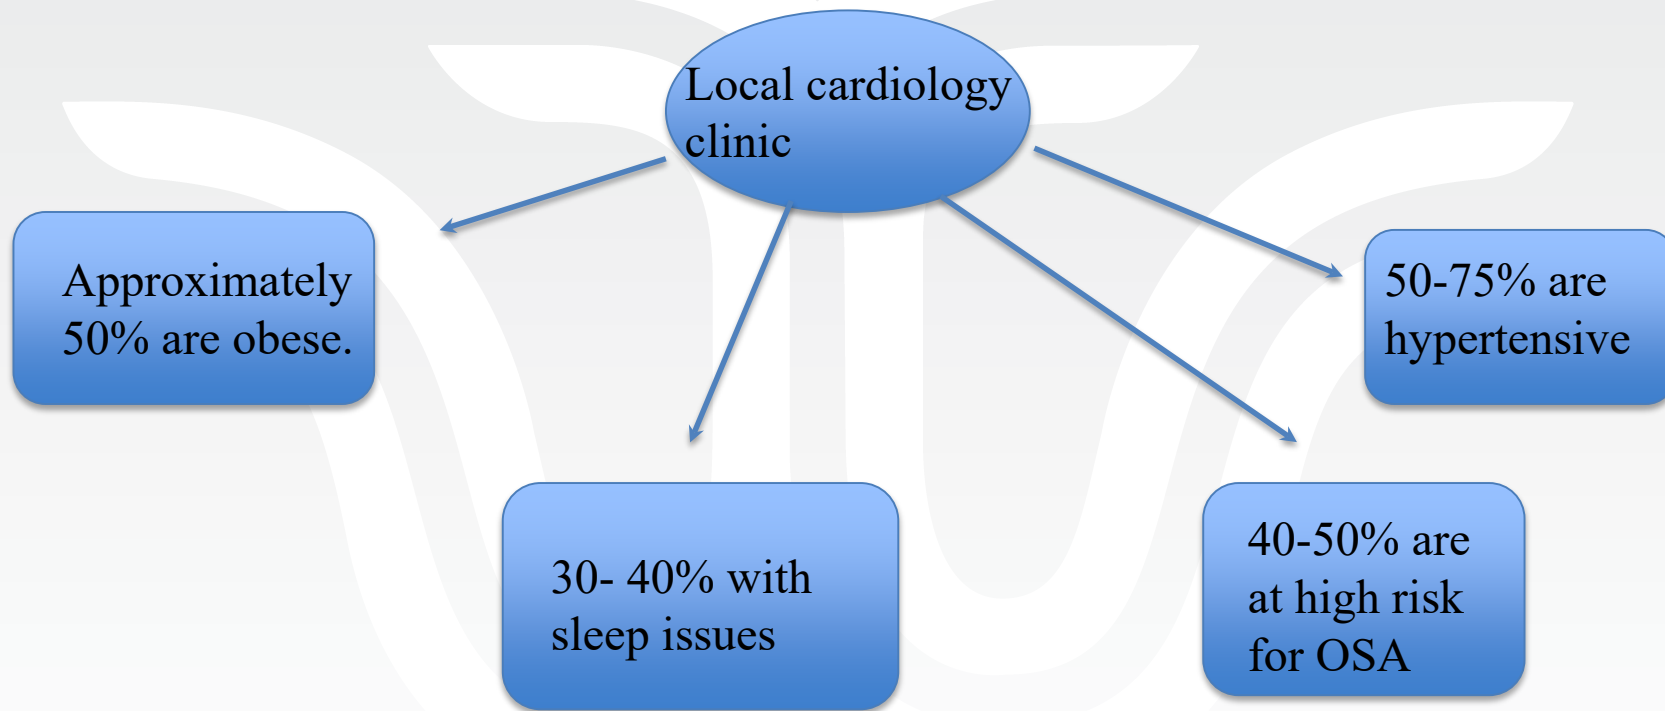 Local cardiology
clinic
Approximately
50% are obese.
50-75% are
hypertensive
30- 40% with
sleep issues
40-50% are
at high risk
for OSA